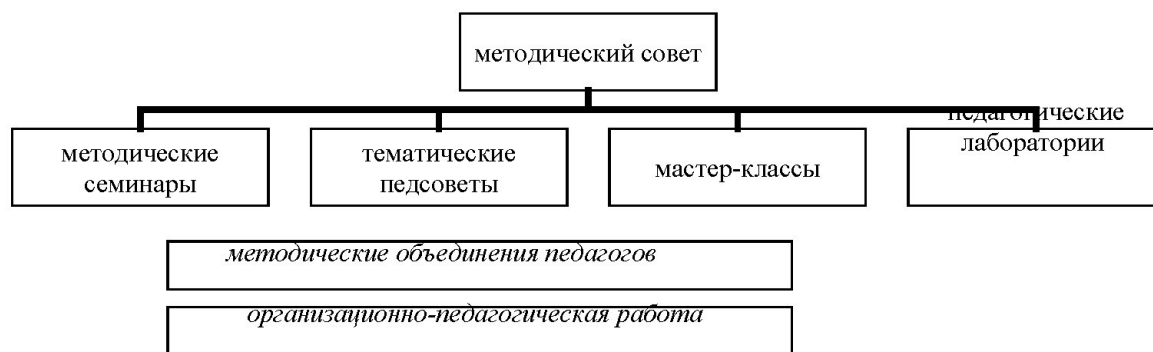 методический совет
методические
семинары
тематические
педсоветы
мастер-классы
педагогические
лаборатории
методические объединения педагогов
организационно-педагогическая работа